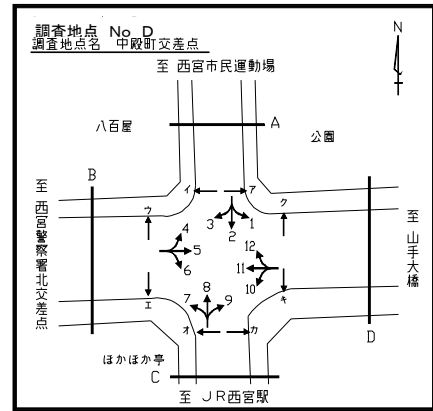 調査地点 No D
調査地点名 中殿町交差点
N
至 西宮市民運動場
八百屋
A
公園
B
イ
ア
ク
至 西宮警察署北交差点
ウ
3
2
1
4
5
6
12
11
10
至 山手大橋
エ
7
8
9
キ
オ
カ
D
ほかほか亭
C
至 JR西宮駅